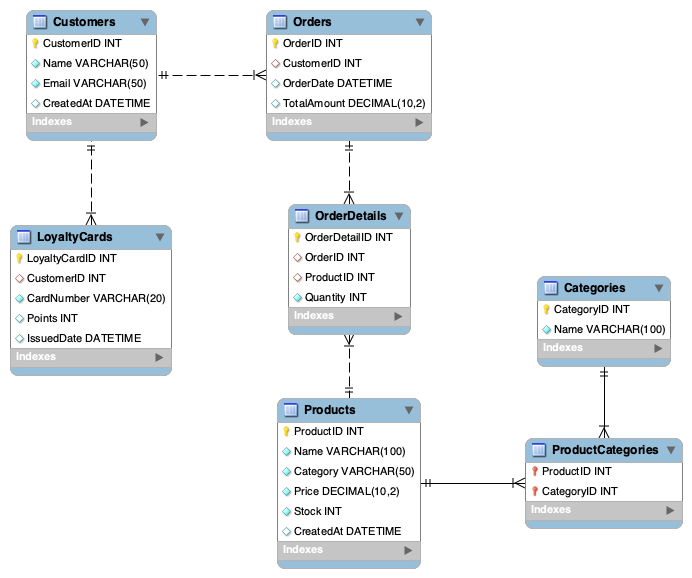 Customers
CustomerID INT
Name VARCHAR(50)
Email VARCHAR(50)
CreatedAt DATETIME
Indexes
Orders
OrderID INT
CustomerID INT
OrderDate DATETIME
TotalAmount DECIMAL(10,2)
Indexes
LoyaltyCards
LoyaltyCardID INT
CustomerID INT
CardNumber VARCHAR(20)
Points INT
IssuedDate DATETIME
Indexes
OrderDetails
OrderDetailID INT
OrderID INT
ProductID INT
Quantity INT
Indexes
Categories
CategoryID INT
Name VARCHAR(100)
Indexes
Products
ProductID INT
Name VARCHAR(100)
Category VARCHAR(50)
Price DECIMAL(10,2)
Stock INT
CreatedAt DATETIME
Indexes
ProductCategories
ProductID INT
CategoryID INT
Indexes